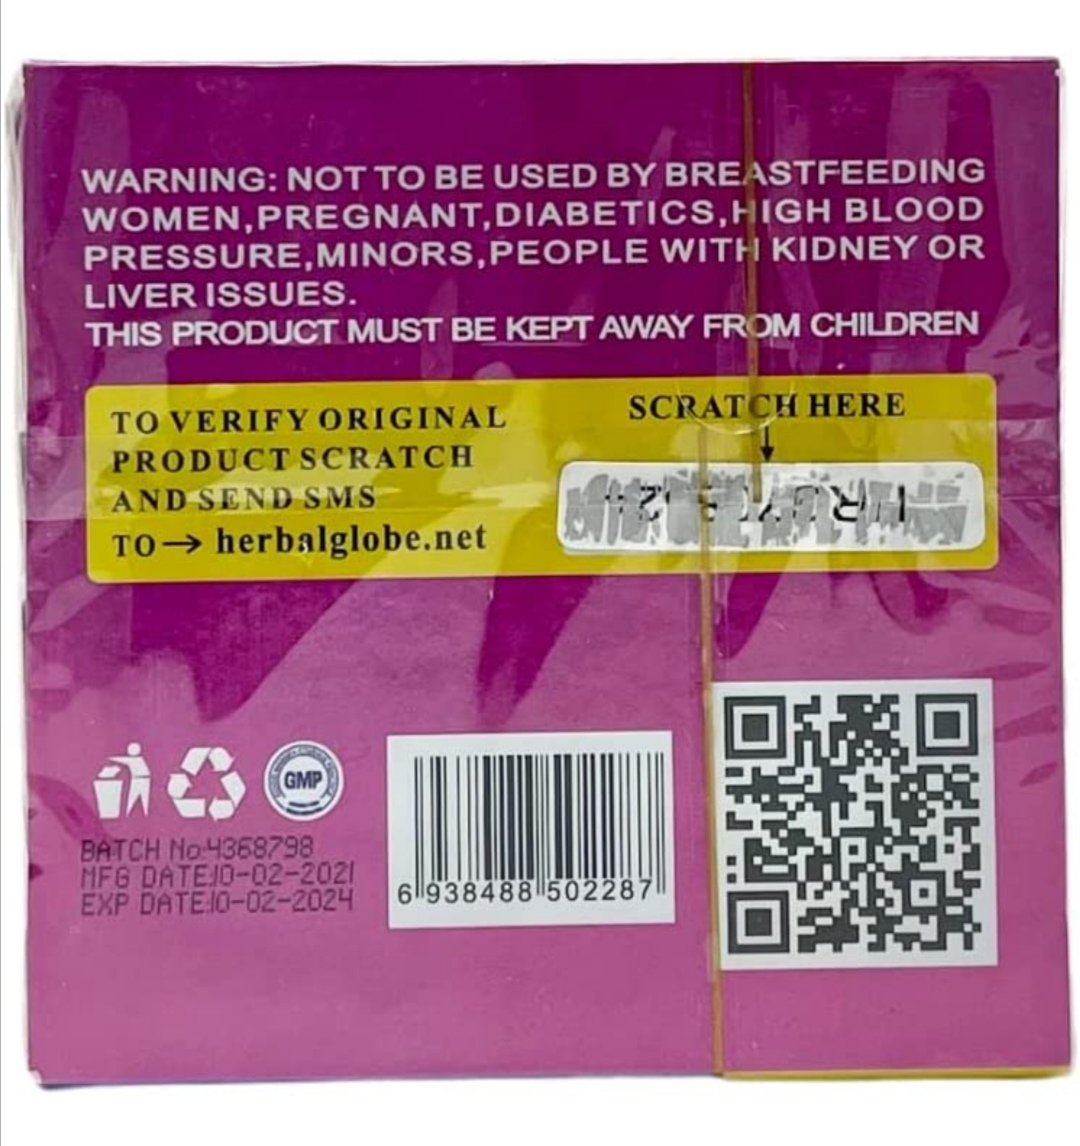 WARNING: NOT TO BE USED BY BREASTFEEDING
WOMEN,PREGNANT,DIABETICS,HIGH BLOOD
PRESSURE,MINORS,PEOPLE WITH KIDNEY OR
LIVER ISSUES.
THIS PRODUCT MUST BE KEPT AWAY FROM CHILDREN
TO VERIFY ORIGINAL
PRODUCT SCRATCH
AND SEND SMS
TO→ herbalglobe.net
SCRATCH HERE
GMP
BATCH No:4368798
MFG DATE:10-02-2021
EXP DATE:10-02-2024
6 938488 502287